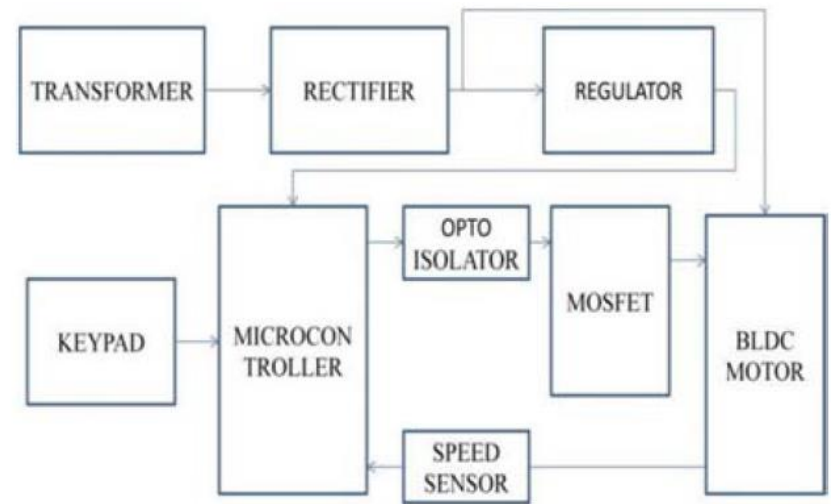 TRANSFORMER
RECTIFIER
REGULATOR
KEYPAD
MICROCON
TROLLER
OPTO
ISOLATOR
MOSFET
BLDC
MOTOR
SPEED
SENSOR